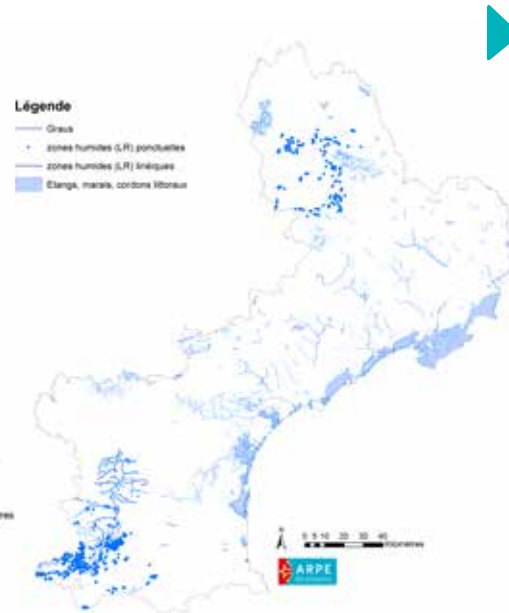 Légende
Graus
zones humides (LR) ponctuelles
zones humides (LR) linéiques
Etangs, marais, cordons littoraux
N
0 5 10 20 30 40
Kilomètres
ARPE